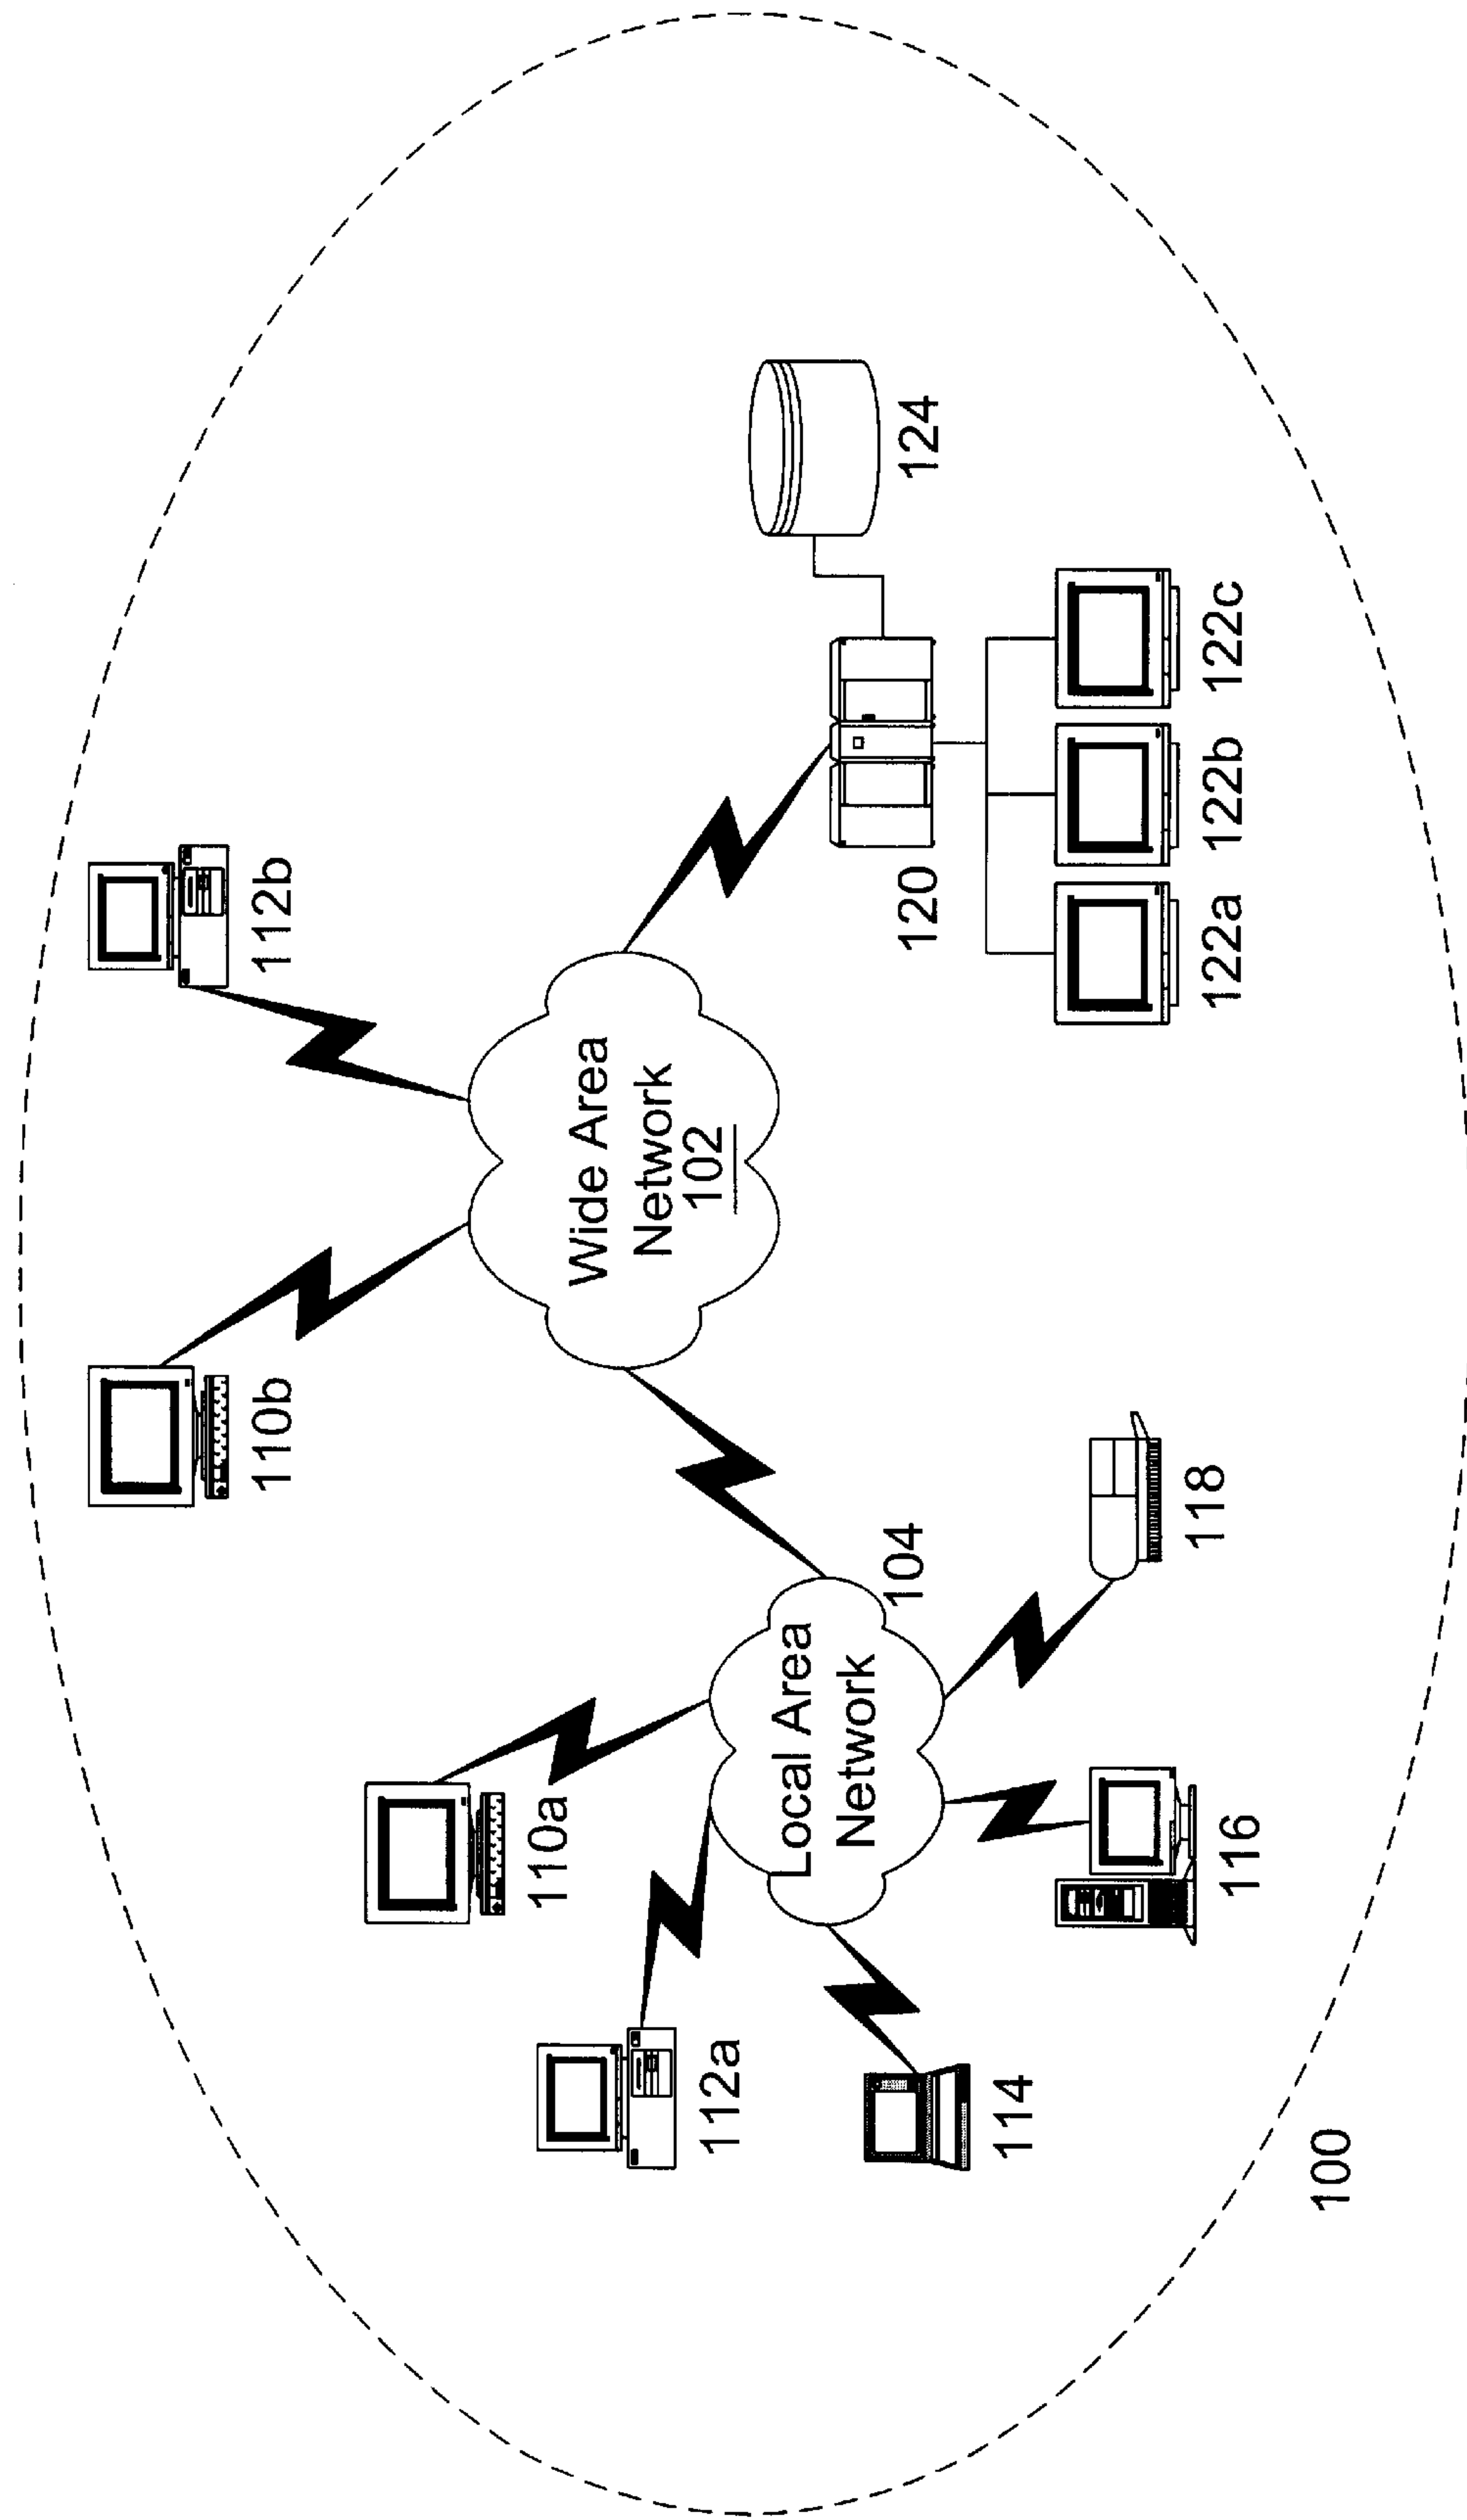 110b
112b
Wide Area
Network
102
110a
112a
Local Area
Network
104
124
120
114
116
118
122a
122b
122c
100